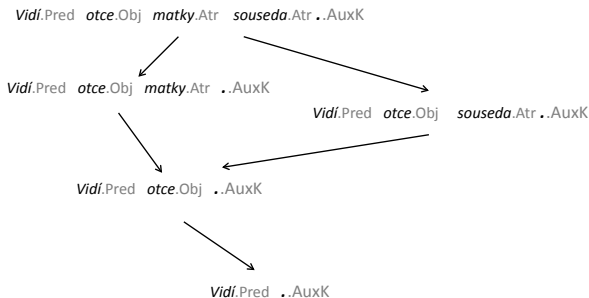 Vidí.Pred otce.Obj matky.Atr souseda.Atr ..AuxK
Vidí.Pred otce.Obj matky.Atr ..AuxK
Vidí.Pred otce.Obj souseda.Atr ..AuxK
Vidí.Pred otce.Obj ..AuxK
Vidí.Pred ..AuxK